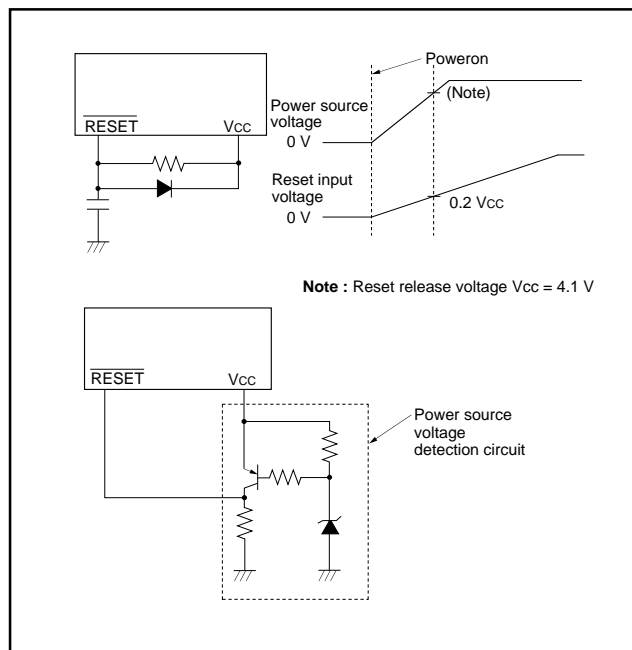 Poweron
(Note)
Power source
voltage
0 V
RESET
VCC
Reset input
voltage
0 V
0.2 VCC
Note : Reset release voltage Vcc = 4.1 V
RESET
VCC
Power source
voltage
detection circuit